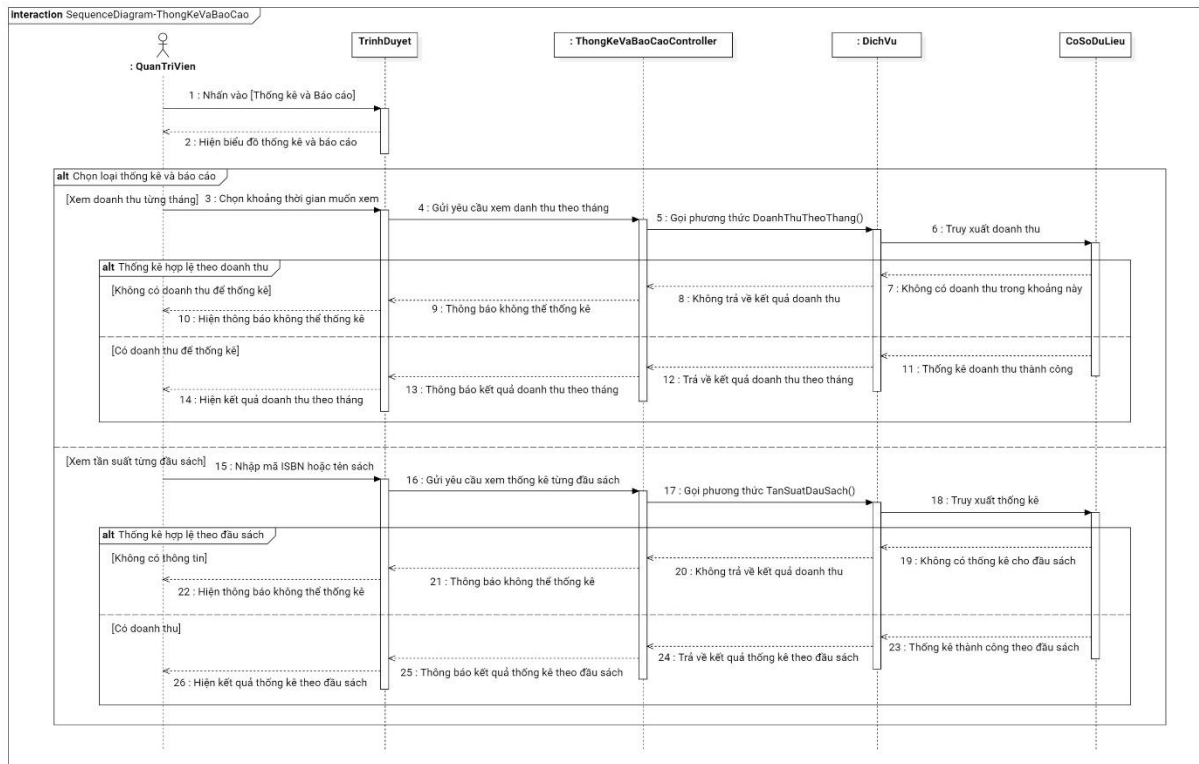 interaction SequenceDiagram-ThongKeVaBaoCao
: QuanTriVien
TrinhDuyet
: ThongKeVaBaoCaoController
: DichVu
CoSoDuLieu
1 : Nhấn vào [Thống kê và Báo cáo]
2 : Hiện biểu đồ thống kê và báo cáo
alt Chọn loại thống kê và báo cáo
[Xem doanh thu từng tháng]
3 : Chọn khoảng thời gian muốn xem
4 : Gửi yêu cầu xem danh thu theo tháng
5 : Gọi phương thức DoanhThuTheoThang()
6 : Truy xuất doanh thu
alt Thống kê hợp lệ theo doanh thu
[Không có doanh thu để thống kê]
7 : Không có doanh thu trong khoảng này
8 : Không trả về kết quả doanh thu
9 : Thông báo không thể thống kê
10 : Hiện thông báo không thể thống kê
[Có doanh thu để thống kê]
11 : Thống kê doanh thu thành công
12 : Trả về kết quả doanh thu theo tháng
13 : Thông báo kết quả doanh thu theo tháng
14 : Hiện kết quả doanh thu theo tháng
[Xem tần suất từng đầu sách]
15 : Nhập mã ISBN hoặc tên sách
16 : Gửi yêu cầu xem thống kê từng đầu sách
17 : Gọi phương thức TanSuatDauSach()
18 : Truy xuất thống kê
alt Thống kê hợp lệ theo đầu sách
[Không có thông tin]
19 : Không có thống kê cho đầu sách
20 : Không trả về kết quả doanh thu
21 : Thông báo không thể thống kê
22 : Hiện thông báo không thể thống kê
[Có doanh thu]
23 : Thống kê thành công theo đầu sách
24 : Trả về kết quả thống kê theo đầu sách
25 : Thông báo kết quả thống kê theo đầu sách
26 : Hiện kết quả thống kê theo đầu sách